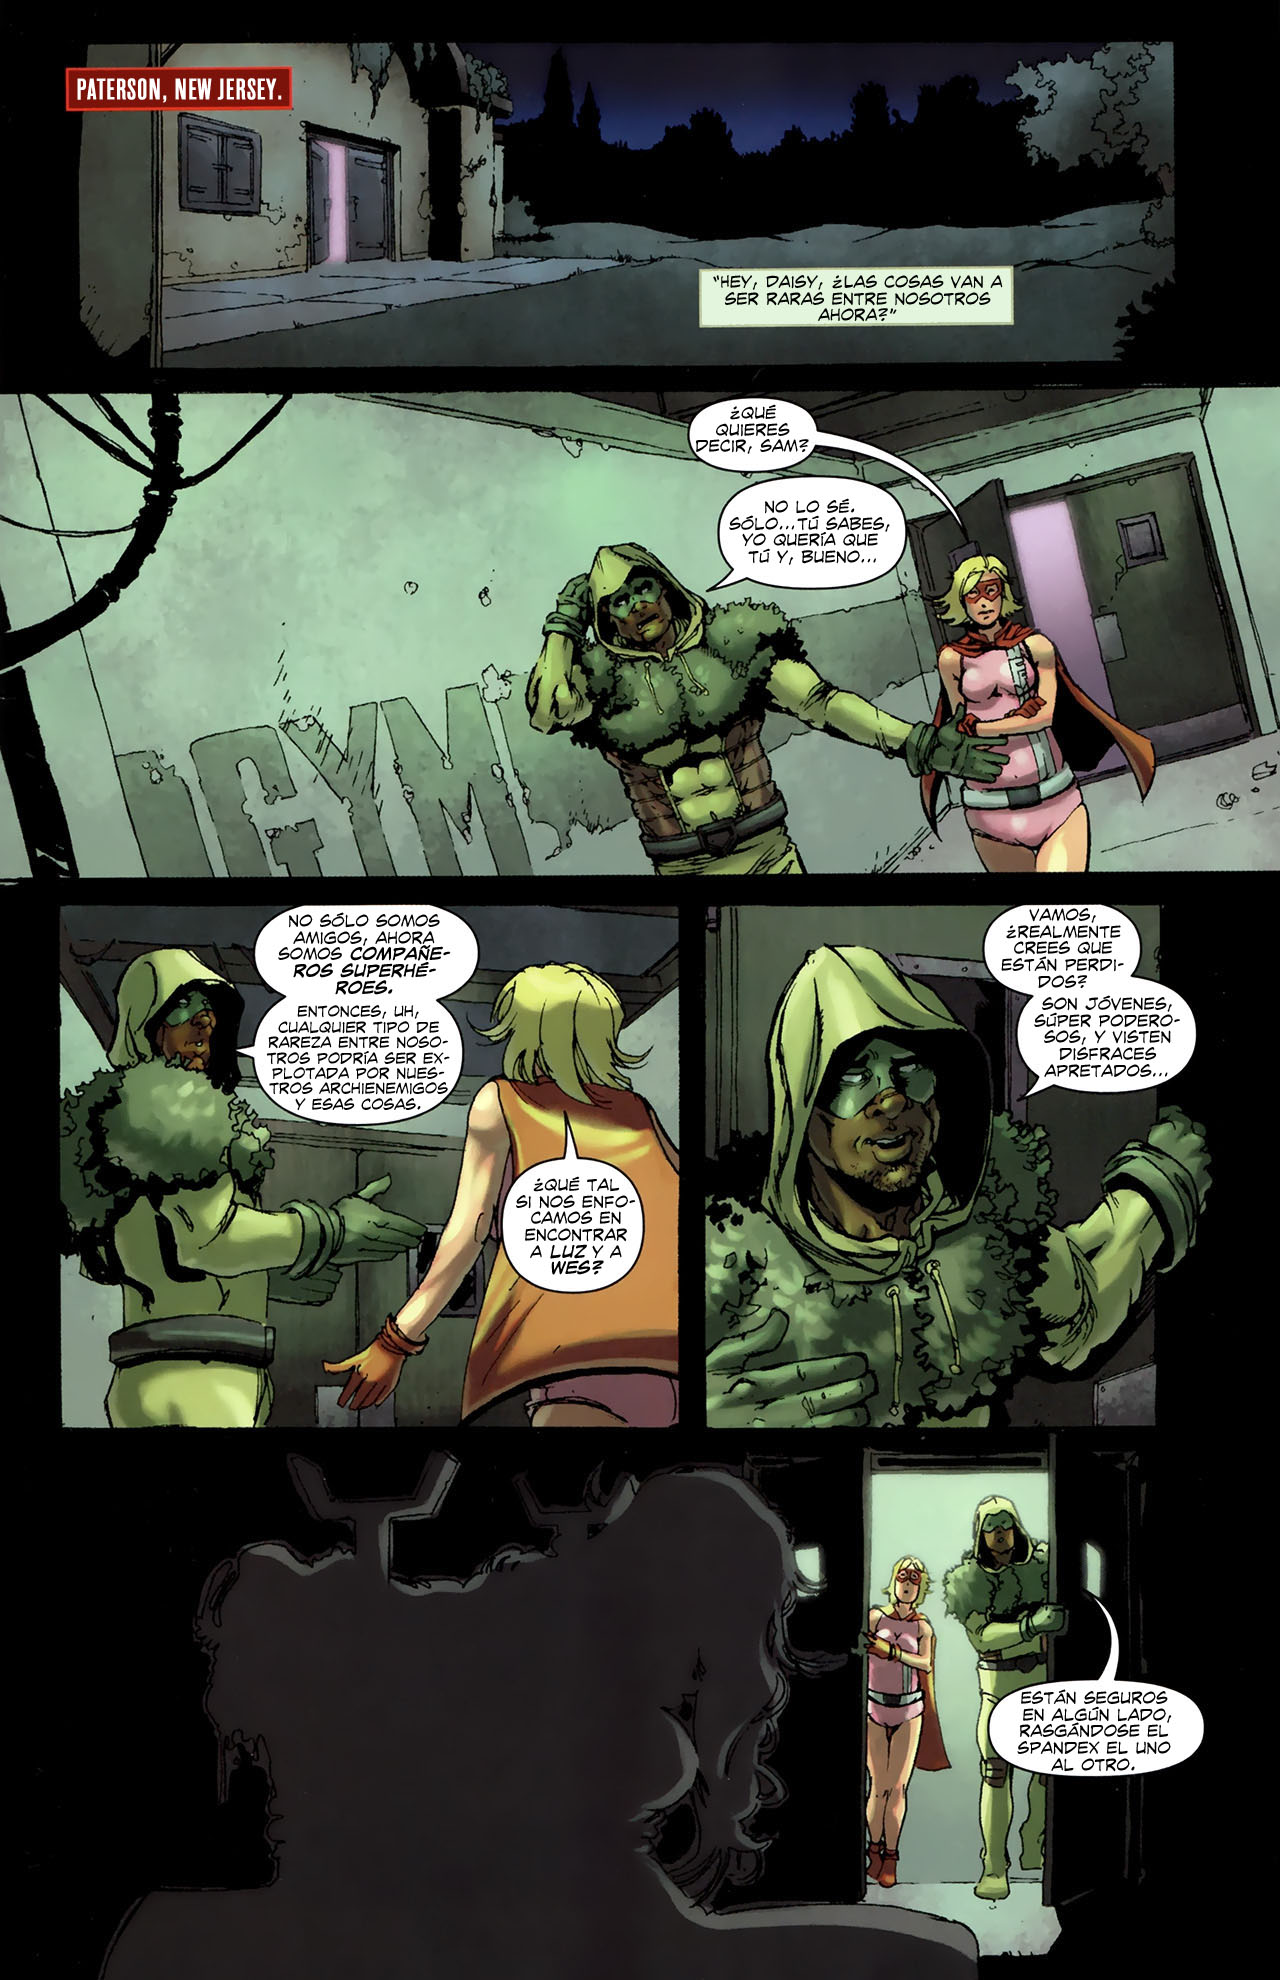 PATERSON, NEW JERSEY.
"HEY, DAISY, ¿LAS COSAS VAN A
SER RARAS ENTRE NOSOTROS
AHORA?"
¿QUÉ
QUIERES
DECIR, SAM?
NO LO SÉ.
SÓLO...TÚ SABES,
YO QUERÍA QUE
TÚ Y, BUENO...
GYM
NO SÓLO SOMOS
AMIGOS, AHORA
SOMOS COMPAÑE-
ROS SUPERHÉ-
ROES.
ENTONCES, UH,
CUALQUIER TIPO DE
RAREZA ENTRE NOSO-
TROS PODRÍA SER EX-
PLOTADA POR NUES-
TROS ARCHIENEMIGOS
Y ESAS COSAS.
¿QUÉ TAL
SI NOS ENFO-
CAMOS EN
ENCONTRAR
A LUZ Y A
WES?
VAMOS,
¿REALMENTE
CREES QUE
ESTÁN PERDI-
DOS?
SON JÓVENES,
SÚPER PODERO-
SOS, Y VISTEN
DISFRACES
APRETADOS...
ESTÁN SEGUROS
EN ALGÚN LADO,
RASGÁNDOSE EL
SPANDEX EL UNO
AL OTRO.